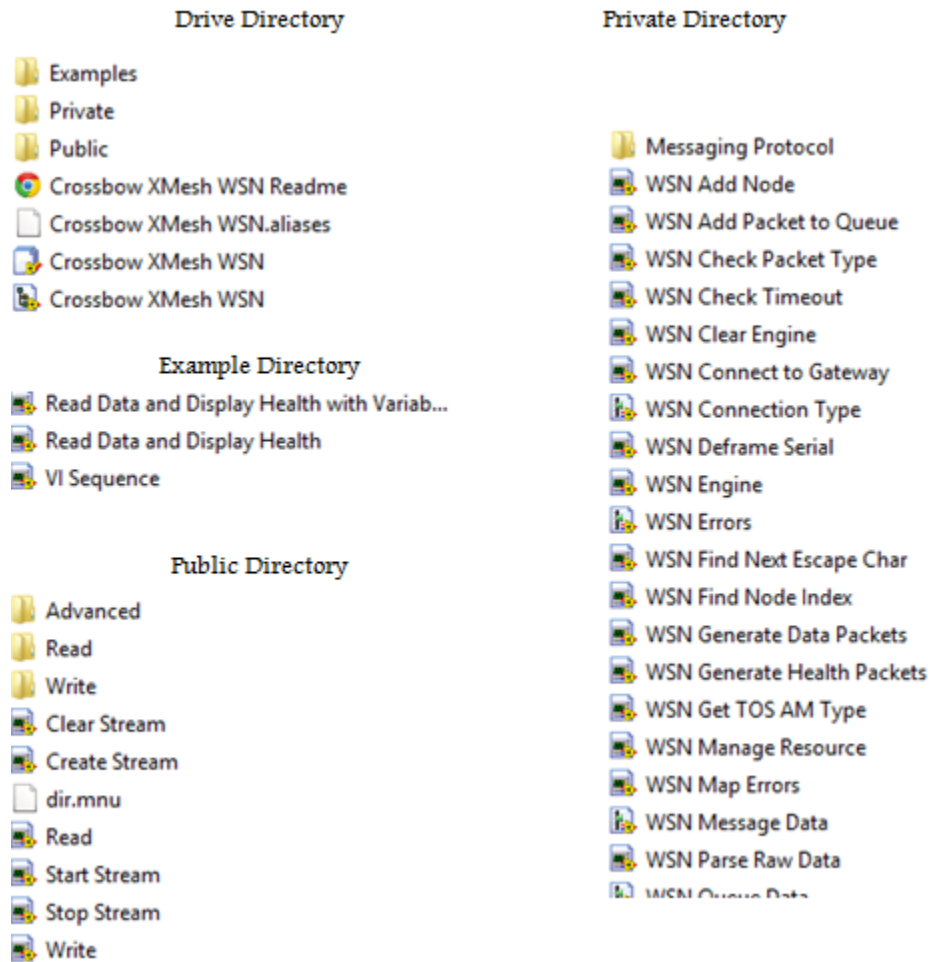 Drive Directory
Examples
Private
Public
Crossbow XMesh WSN Readme
Crossbow XMesh WSN.aliases
Crossbow XMesh WSN
Crossbow XMesh WSN
Example Directory
Read Data and Display Health with Variab...
Read Data and Display Health
VI Sequence
Public Directory
Advanced
Read
Write
Clear Stream
Create Stream
dir.mnu
Read
Start Stream
Stop Stream
Write
Private Directory
Messaging Protocol
WSN Add Node
WSN Add Packet to Queue
WSN Check Packet Type
WSN Check Timeout
WSN Clear Engine
WSN Connect to Gateway
WSN Connection Type
WSN Deframe Serial
WSN Engine
WSN Errors
WSN Find Next Escape Char
WSN Find Node Index
WSN Generate Data Packets
WSN Generate Health Packets
WSN Get TOS AM Type
WSN Manage Resource
WSN Map Errors
WSN Message Data
WSN Parse Raw Data
WSN Queue Data